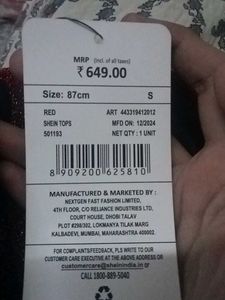 MRP (Incl. of all taxes)
₹ 649.00
Size: 87cm S
RED ART 443319412012
SHEIN TOPS MFD ON: 12/2024
501193 NET QTY : 1 UNIT
8 909200 625810
MANUFACTURED & MARKETED BY :
NEXTGEN FAST FASHION LIMITED,
4TH FLOOR, C/O RELIANCE INDUSTRIES LTD,
COURT HOUSE, DHOBI TALAV
PLOT #298/302, LOKMANYA TILAK MARG
KALBADEVI, MUMBAI, MAHARASHTRA 400002.
FOR COMPLAINTS/FEEDBACK, PLS WRITE TO OUR
CUSTOMER CARE EXECUTIVE AT THE ABOVE ADDRESS OR
customercare@sheinindia.in or
CALL 1800-889-5040